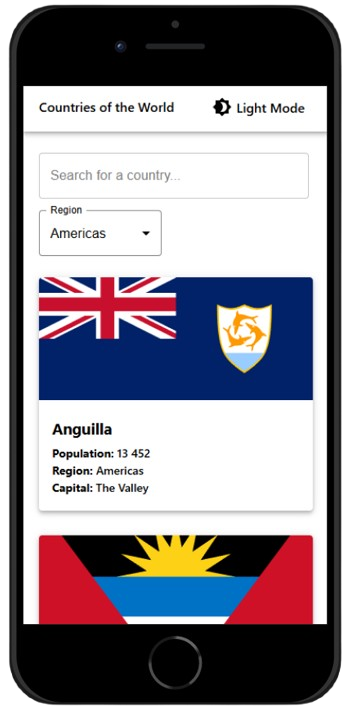 Countries of the World
Light Mode
Search for a country...
Region
Americas
Anguilla
Population: 13 452
Region: Americas
Capital: The Valley